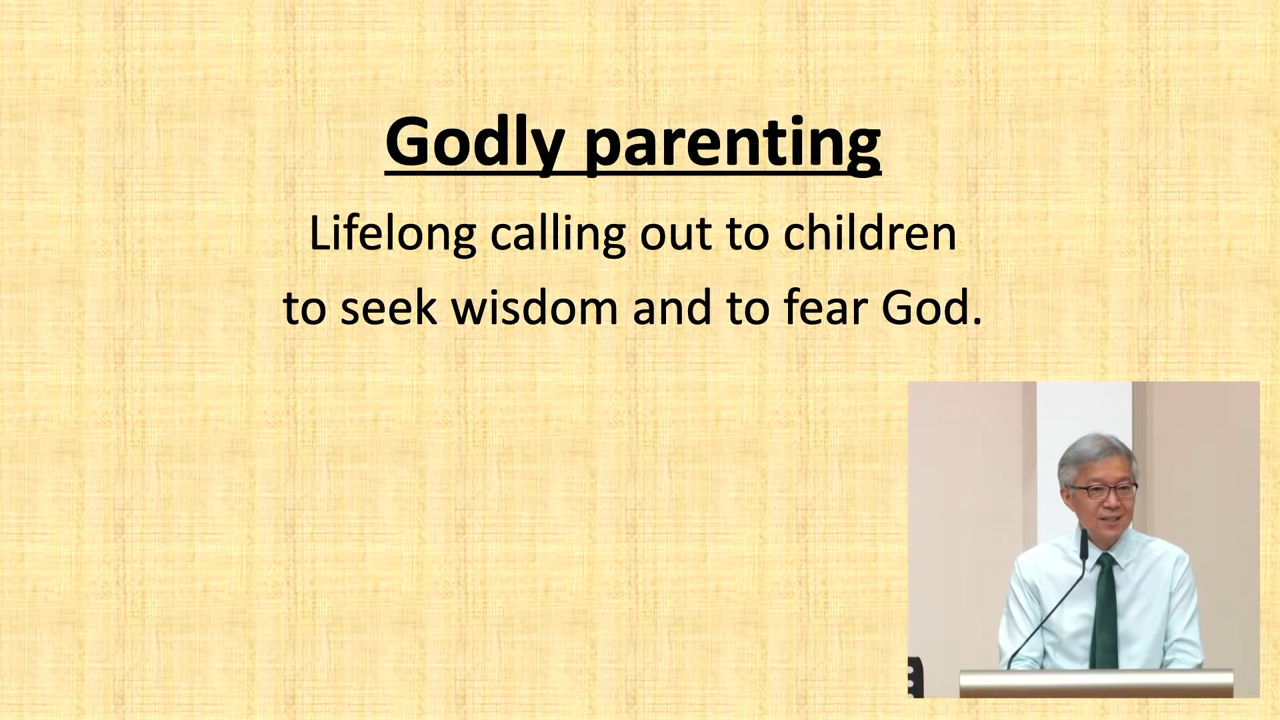 Godly parenting
Lifelong calling out to children
to seek wisdom and to fear God.